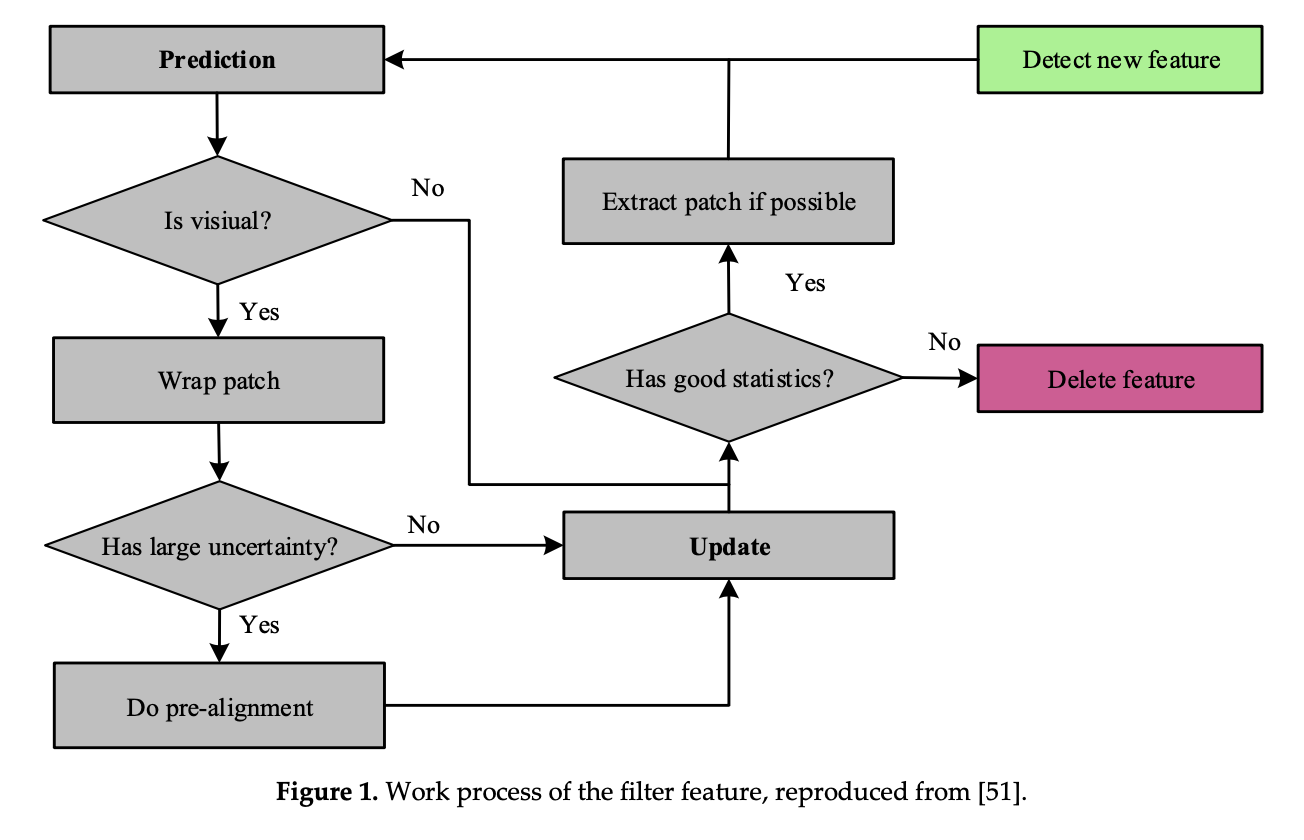 Prediction
Detect new feature
No
Is visiual?
Extract patch if possible
Yes
Yes
Wrap patch
Has good statistics?
No
Delete feature
Has large uncertainty?
No
Update
Yes
Do pre-alignment
Figure 1. Work process of the filter feature, reproduced from [51].